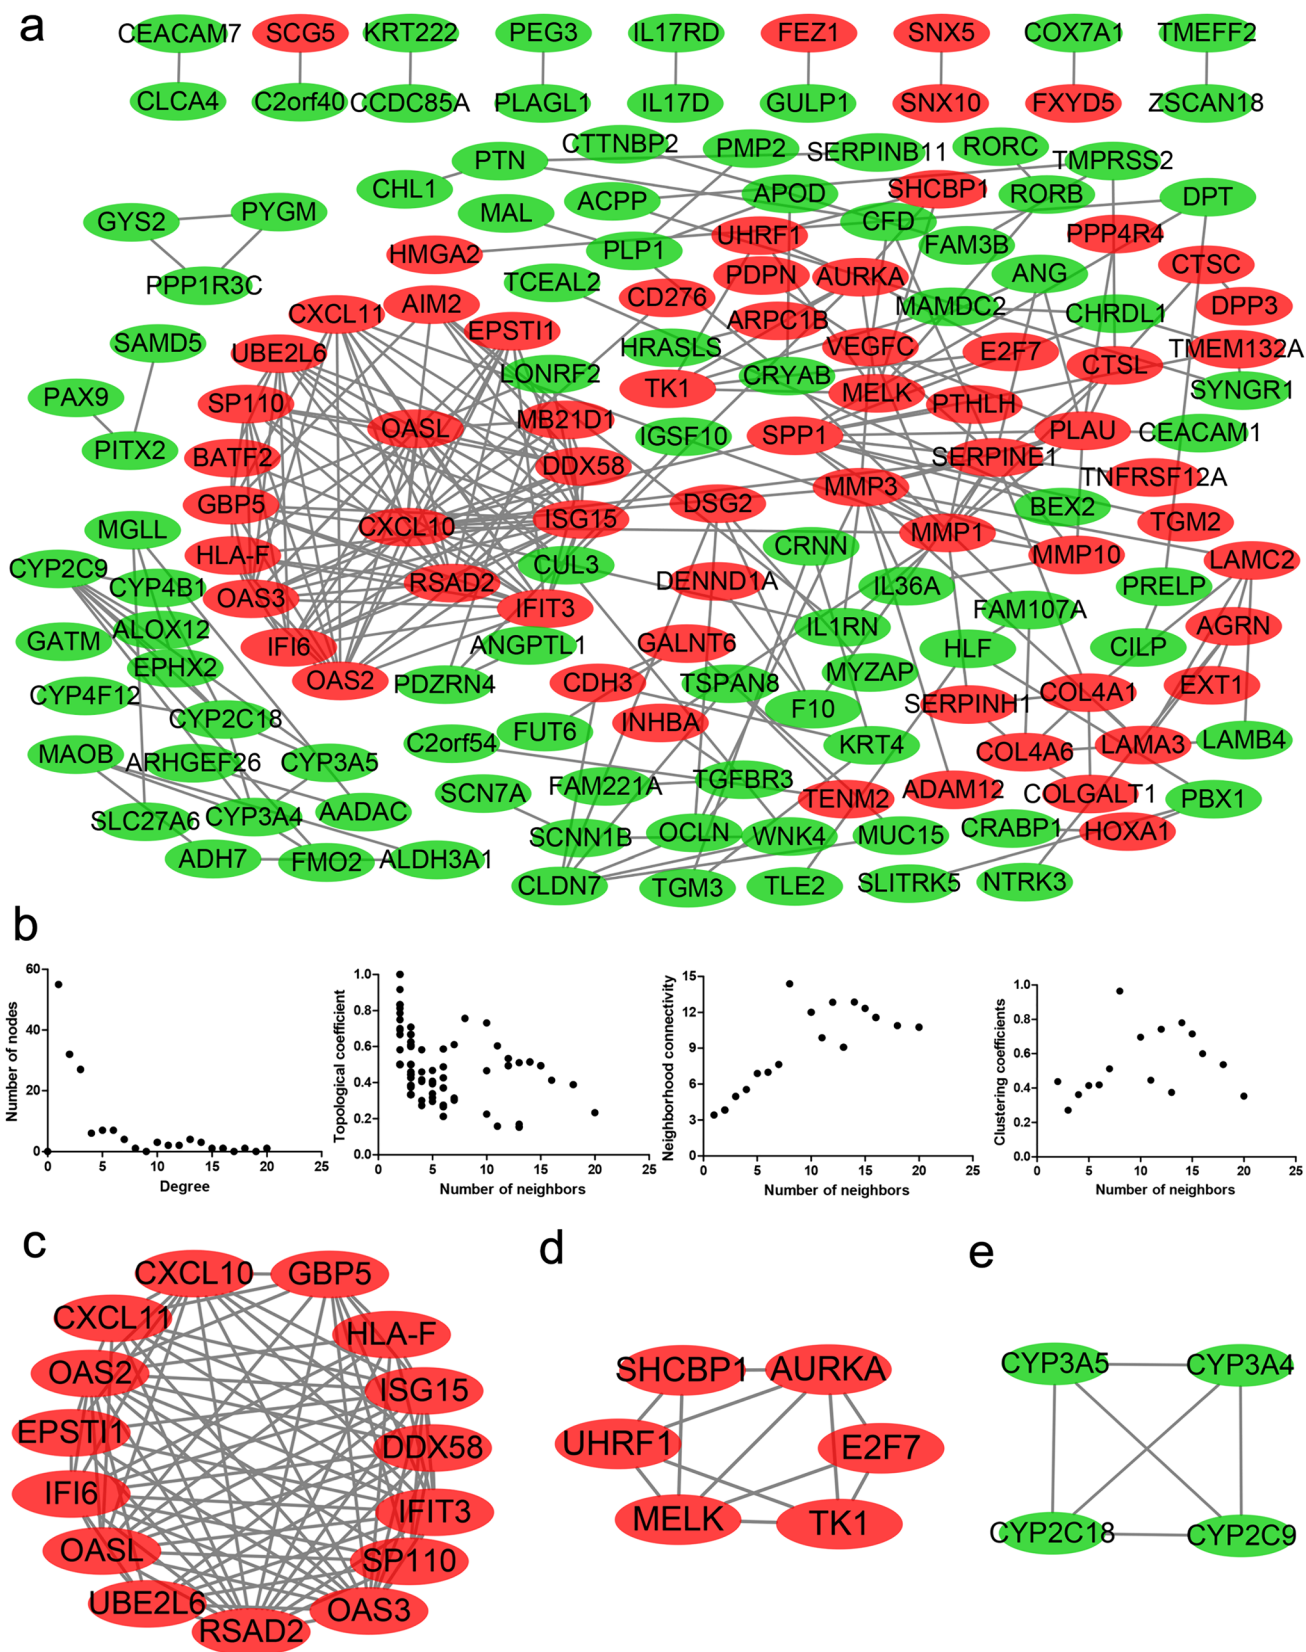 a
CEACAM7 SCG5 KRT222 PEG3 IL17RD FEZ1 SNX5 COX7A1 TMEFF2
CLCA4 C2orf40 CCDC85A PLAGL1 IL17D GULP1 SNX10 FXYD5 ZSCAN18
CTTNBP2 PMP2 SERPINB11 RORC
PTN TMPRSS2
CHL1 ACPP APOD SHCBP1 RORB DPT
GYS2 PYGM MAL CFD
HMGA2 PLP1 UHRF1 FAM3B PPP4R4
PPP1R3C TCEAL2 PDPN AURKA ANG CTSC
CXCL11 AIM2 CD276 MAMDC2 CHRDL1 DPP3
SAMD5 UBE2L6 EPSTI1 HRASLS ARPC1B VEGFC E2F7 TMEM132A
LONRF2 CRYAB CTSL
PAX9 SP110 TK1 MELK PTHLH SYNGR1
OASL MB21D1
PITX2 BATF2 DDX58 IGSF10 SPP1 SERPINE1 PLAU CEACAM1
GBP5 DSG2 MMP3 TNFRSF12A
MGLL CXCL10 ISG15 MMP1 BEX2 TGM2
HLA-F CRNN MMP10 LAMC2
CYP2C9 CYP4B1 RSAD2 CUL3 DENND1A IL36A PRELP
OAS3 IFIT3 FAM107A
GATM ALOX12 IFI6 ANGPTL1 GALNT6 IL1RN HLF CILP AGRN
EPHX2 OAS2 PDZRN4 CDH3 TSPAN8 MYZAP
CYP4F12 CYP2C18 INHBA F10 SERPINH1 COL4A1 EXT1
C2orf54 FUT6 KRT4 COL4A6 LAMA3 LAMB4
MAOB ARHGEF26 CYP3A5
SCN7A FAM221A TGFBR3 TENM2 ADAM12 COLGALT1 PBX1
SLC27A6 CYP3A4 AADAC
SCNN1B OCLN WNK4 MUC15 CRABP1 HOXA1
ADH7 FMO2 ALDH3A1
CLDN7 TGM3 TLE2 SLITRK5 NTRK3
b
60
40
20
0
0 5 10 15 20 25
Number of nodes
Degree
1.0
0.8
0.6
0.4
0.2
0.0
0 5 10 15 20 25
Topological coefficient
Number of neighbors
15
12
9
6
3
0
0 5 10 15 20 25
Neighborhood connectivity
Number of neighbors
1.0
0.8
0.6
0.4
0.2
0.0
0 5 10 15 20 25
Clustering coefficients
Number of neighbors
c
CXCL10 GBP5
CXCL11 HLA-F
OAS2 ISG15
EPSTI1 DDX58
IFI6 IFIT3
OASL SP110
UBE2L6 OAS3
RSAD2
d
SHCBP1 AURKA
UHRF1 E2F7
MELK TK1
e
CYP3A5 CYP3A4
CYP2C18 CYP2C9